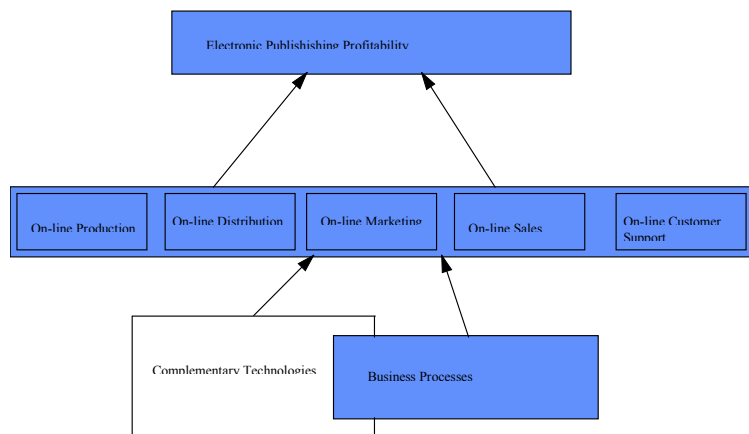 Electronic Publishishing Profitability
On-line Production
On-line Distribution
On-line Marketing
On-line Sales
On-line Customer
Support
Complementary Technologies
Business Processes